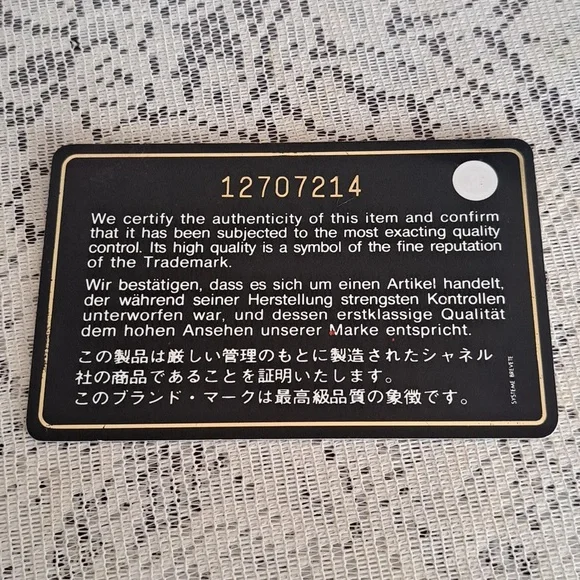 12707214
We certify the authenticity of this item and confirm
that it has been subjected to the most exacting quality
control. Its high quality is a symbol of the fine reputation
of the Trademark.
Wir bestätigen, dass es sich um einen Artikel handelt,
der während seiner Herstellung strengsten Kontrollen
unterworfen war, und dessen erstklassige Qualität
dem hohen Ansehen unserer Marke entspricht.
この製品は厳しい管理のもとに製造されたシャネル
社の商品であることを証明いたします。
このブランド・マークは最高級品質の象徴です。
SYSTEME BREVETE